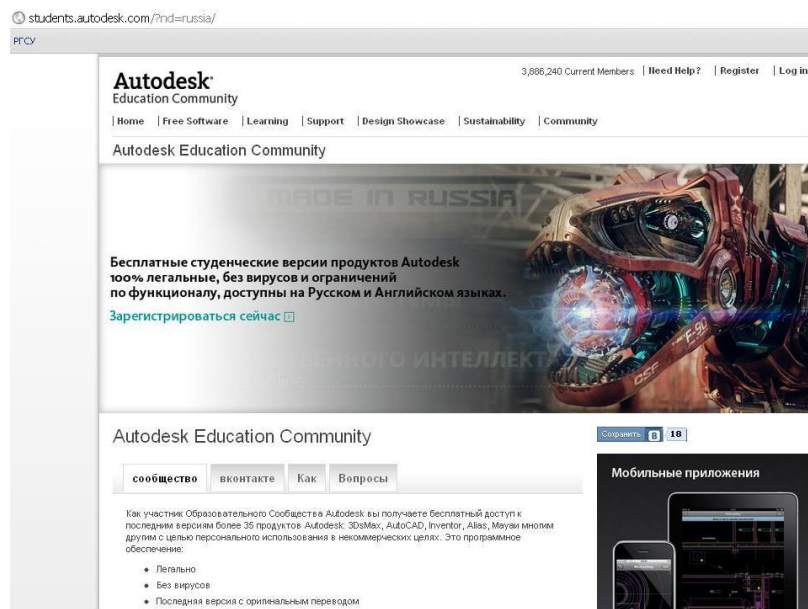 students.autodesk.com/?nd=russia/
РГСУ
3,886,240 Current Members | Need Help? | Register | Log in
Autodesk
Education Community
| Home | Free Software | Learning | Support | Design Showcase | Sustainability | Community
Autodesk Education Community
MADE IN RUSSIA
Бесплатные студенческие версии продуктов Autodesk
100% легальные, без вирусов и ограничений
по функционалу, доступны на Русском и Английском языках.
Зарегистрироваться сейчас
ИНТЕЛЛЕКТ
F-90
GSP
Autodesk Education Community
Сохранить В 18
сообщество вконтакте Как Вопросы
Мобильные приложения
Как участник Образовательного Сообщества Autodesk вы получаете бесплатный доступ к
последним версиям более 35 продуктов Autodesk: 3DsMax, AutoCAD, Inventor, Alias, Mayaи многим
другим с целью персонального использования в некоммерческих целях. Это программное
обеспечение:
• Легально
• Без вирусов
• Последняя версия с оригинальным переводом